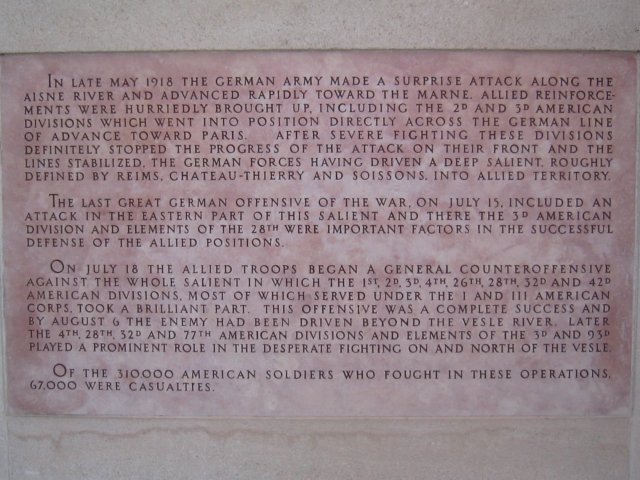 IN LATE MAY 1918 THE GERMAN ARMY MADE A SURPRISE ATTACK ALONG THE
AISNE RIVER AND ADVANCED RAPIDLY TOWARD THE MARNE. ALLIED REINFORCE-
MENTS WERE HURRIEDLY BROUGHT UP, INCLUDING THE 2D AND 3D AMERICAN
DIVISIONS WHICH WENT INTO POSITION DIRECTLY ACROSS THE GERMAN LINE
OF ADVANCE TOWARD PARIS. AFTER SEVERE FIGHTING THESE DIVISIONS
DEFINITELY STOPPED THE PROGRESS OF THE ATTACK ON THEIR FRONT AND THE
LINES STABILIZED, THE GERMAN FORCES HAVING DRIVEN A DEEP SALIENT, ROUGHLY
DEFINED BY REIMS, CHATEAU-THIERRY AND SOISSONS, INTO ALLIED TERRITORY.
THE LAST GREAT GERMAN OFFENSIVE OF THE WAR, ON JULY 15, INCLUDED AN
ATTACK IN THE EASTERN PART OF THIS SALIENT AND THERE THE 3D AMERICAN
DIVISION AND ELEMENTS OF THE 28TH WERE IMPORTANT FACTORS IN THE SUCCESSFUL
DEFENSE OF THE ALLIED POSITIONS.
ON JULY 18 THE ALLIED TROOPS BEGAN A GENERAL COUNTEROFFENSIVE
AGAINST THE WHOLE SALIENT IN WHICH THE 1ST, 2D, 3D, 4TH, 26TH, 28TH, 32D AND 42D
AMERICAN DIVISIONS, MOST OF WHICH SERVED UNDER THE I AND III AMERICAN
CORPS, TOOK A BRILLIANT PART. THIS OFFENSIVE WAS A COMPLETE SUCCESS AND
BY AUGUST 6 THE ENEMY HAD BEEN DRIVEN BEYOND THE VESLE RIVER. LATER
THE 4TH, 28TH, 32D AND 77TH AMERICAN DIVISIONS AND ELEMENTS OF THE 3D AND 93D
PLAYED A PROMINENT ROLE IN THE DESPERATE FIGHTING ON AND NORTH OF THE VESLE.
OF THE 310,000 AMERICAN SOLDIERS WHO FOUGHT IN THESE OPERATIONS,
67,000 WERE CASUALTIES.